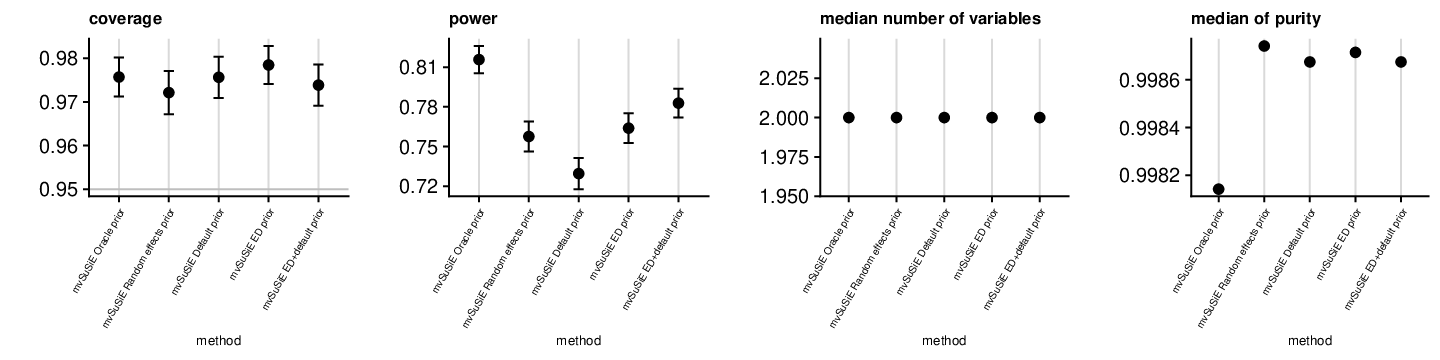 coverage
0.98
0.97
0.96
0.95
mvSuSiE Oracle prior
mvSuSiE Random effects prior
mvSuSiE Default prior
mvSuSiE ED prior
mvSuSiE ED+default prior
method
power
0.81
0.78
0.75
0.72
mvSuSiE Oracle prior
mvSuSiE Random effects prior
mvSuSiE Default prior
mvSuSiE ED prior
mvSuSiE ED+default prior
method
median number of variables
2.025
2.000
1.975
1.950
mvSuSiE Oracle prior
mvSuSiE Random effects prior
mvSuSiE Default prior
mvSuSiE ED prior
mvSuSiE ED+default prior
method
median of purity
0.9986
0.9984
0.9982
mvSuSiE Oracle prior
mvSuSiE Random effects prior
mvSuSiE Default prior
mvSuSiE ED prior
mvSuSiE ED+default prior
method